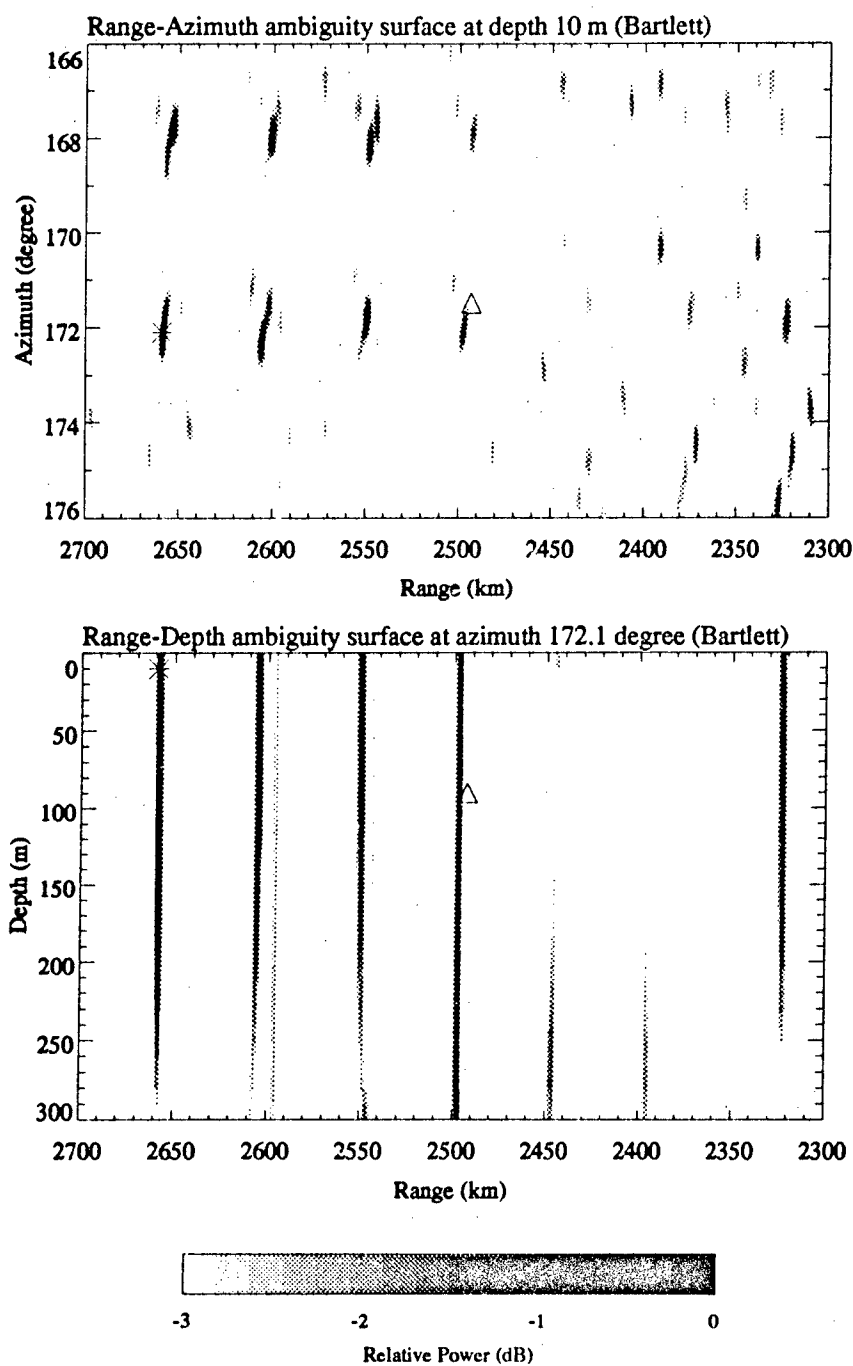 Range-Azimuth ambiguity surface at depth 10 m (Bartlett)
166
168
170
172
174
176
Azimuth (degree)
2700 2650 2600 2550 2500 2450 2400 2350 2300
Range (km)
Range-Depth ambiguity surface at azimuth 172.1 degree (Bartlett)
0
50
100
150
200
250
300
Depth (m)
2700 2650 2600 2550 2500 2450 2400 2350 2300
Range (km)
-3 -2 -1 0
Relative Power (dB)